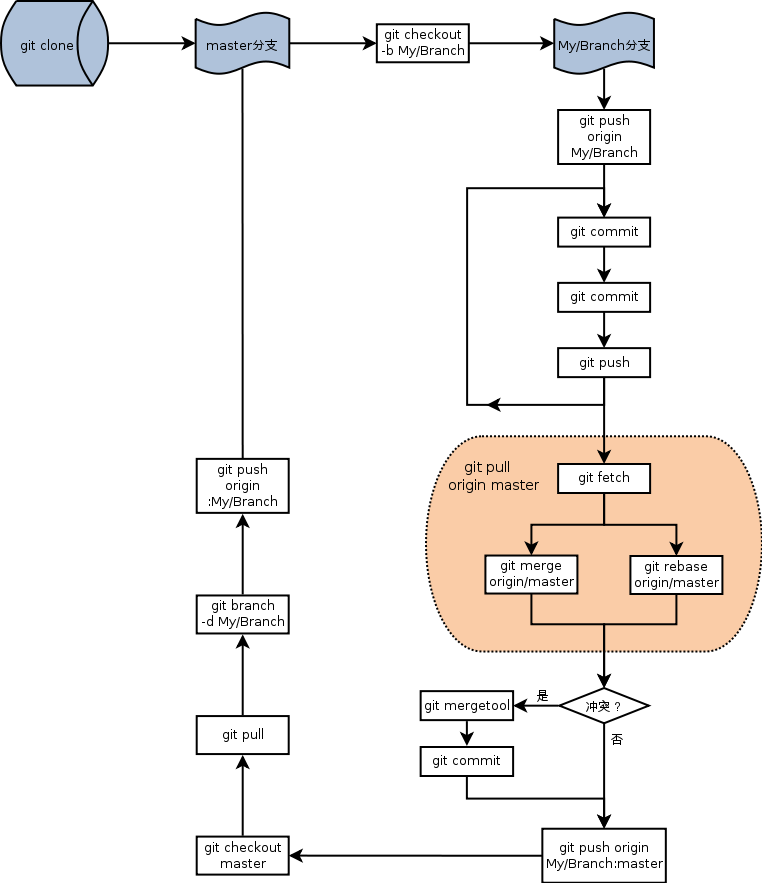 git clone
master分支
git checkout
-b My/Branch
My/Branch分支
git push
origin
My/Branch
git commit
git commit
git push
git pull
origin master
git fetch
git merge
origin/master
git rebase
origin/master
冲突？
是
否
git mergetool
git commit
git push origin
My/Branch:master
git checkout
master
git pull
git branch
-d My/Branch
git push
origin
:My/Branch